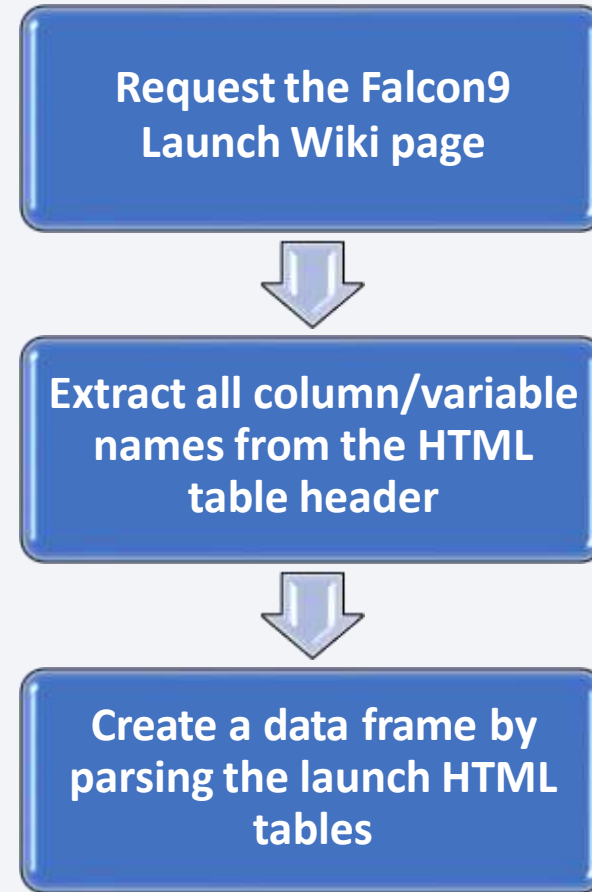 Request the Falcon9
Launch Wiki page
Extract all column/variable
names from the HTML
table header
Create a data frame by
parsing the launch HTML
tables